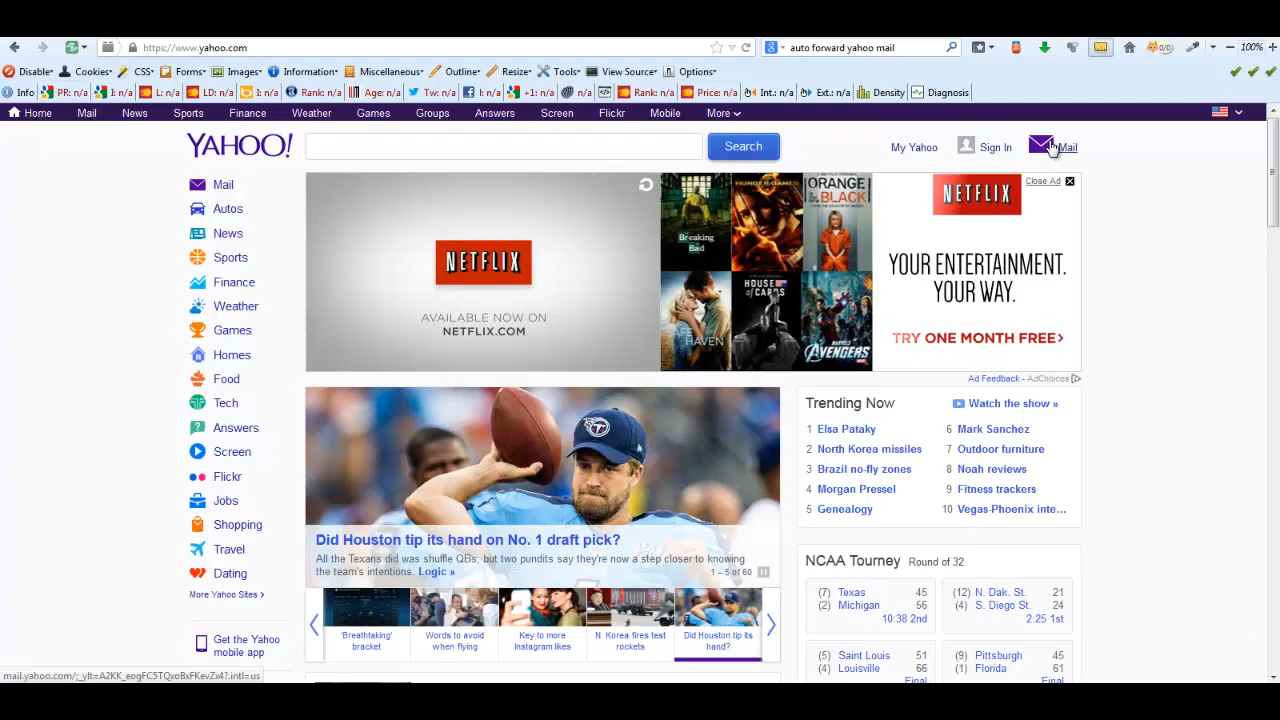 https://www.yahoo.com
auto forward yahoo mail
100%
Disable
Cookies
CSS
Forms
Images
Information
Miscellaneous
Outline
Resize
Tools
View Source
Options
Info
PR: n/a
I: n/a
L: n/a
LD: n/a
I: n/a
Rank: n/a
Age: n/a
Tw: n/a
I: n/a
+1: n/a
n/a
Rank: n/a
Price: n/a
Int.: n/a
Ext.: n/a
Density
Diagnosis
Home
Mail
News
Sports
Finance
Weather
Games
Groups
Answers
Screen
Flickr
Mobile
More
YAHOO!
Search
My Yahoo
Sign In
Mail
Mail
Autos
News
Sports
Finance
Weather
Games
Homes
Food
Tech
Answers
Screen
Flickr
Jobs
Shopping
Travel
Dating
More Yahoo Sites ›
Get the Yahoo
mobile app
NETFLIX
AVAILABLE NOW ON
NETFLIX.COM
Breaking
Bad
HUNGER GAMES
ORANGE
BLACK
SAFE
HAVEN
HOUSE
of CARDS
AVENGERS
NETFLIX
Close Ad
YOUR ENTERTAINMENT.
YOUR WAY.
TRY ONE MONTH FREE>
Ad Feedback - AdChoices
Did Houston tip its hand on No. 1 draft pick?
All the Texans did was shuffle QBs, but two pundits say they're now a step closer to knowing
the team's intentions. Logic »
1 – 5 of 60
'Breathtaking'
bracket
Words to avoid
when flying
Key to more
Instagram likes
N. Korea fires test
rockets
Did Houston tip its
hand?
Trending Now
Watch the show »
1 Elsa Pataky
2 North Korea missiles
3 Brazil no-fly zones
4 Morgan Pressel
5 Genealogy
6 Mark Sanchez
7 Outdoor furniture
8 Noah reviews
9 Fitness trackers
10 Vegas-Phoenix inte...
NCAA Tourney Round of 32
(7) Texas 45
(2) Michigan 56
10:38 2nd
(12) N. Dak. St. 21
(4) S. Diego St. 24
2:25 1st
(5) Saint Louis 51
(4) Louisville 66
Final
(9) Pittsburgh 45
(1) Florida 61
Final